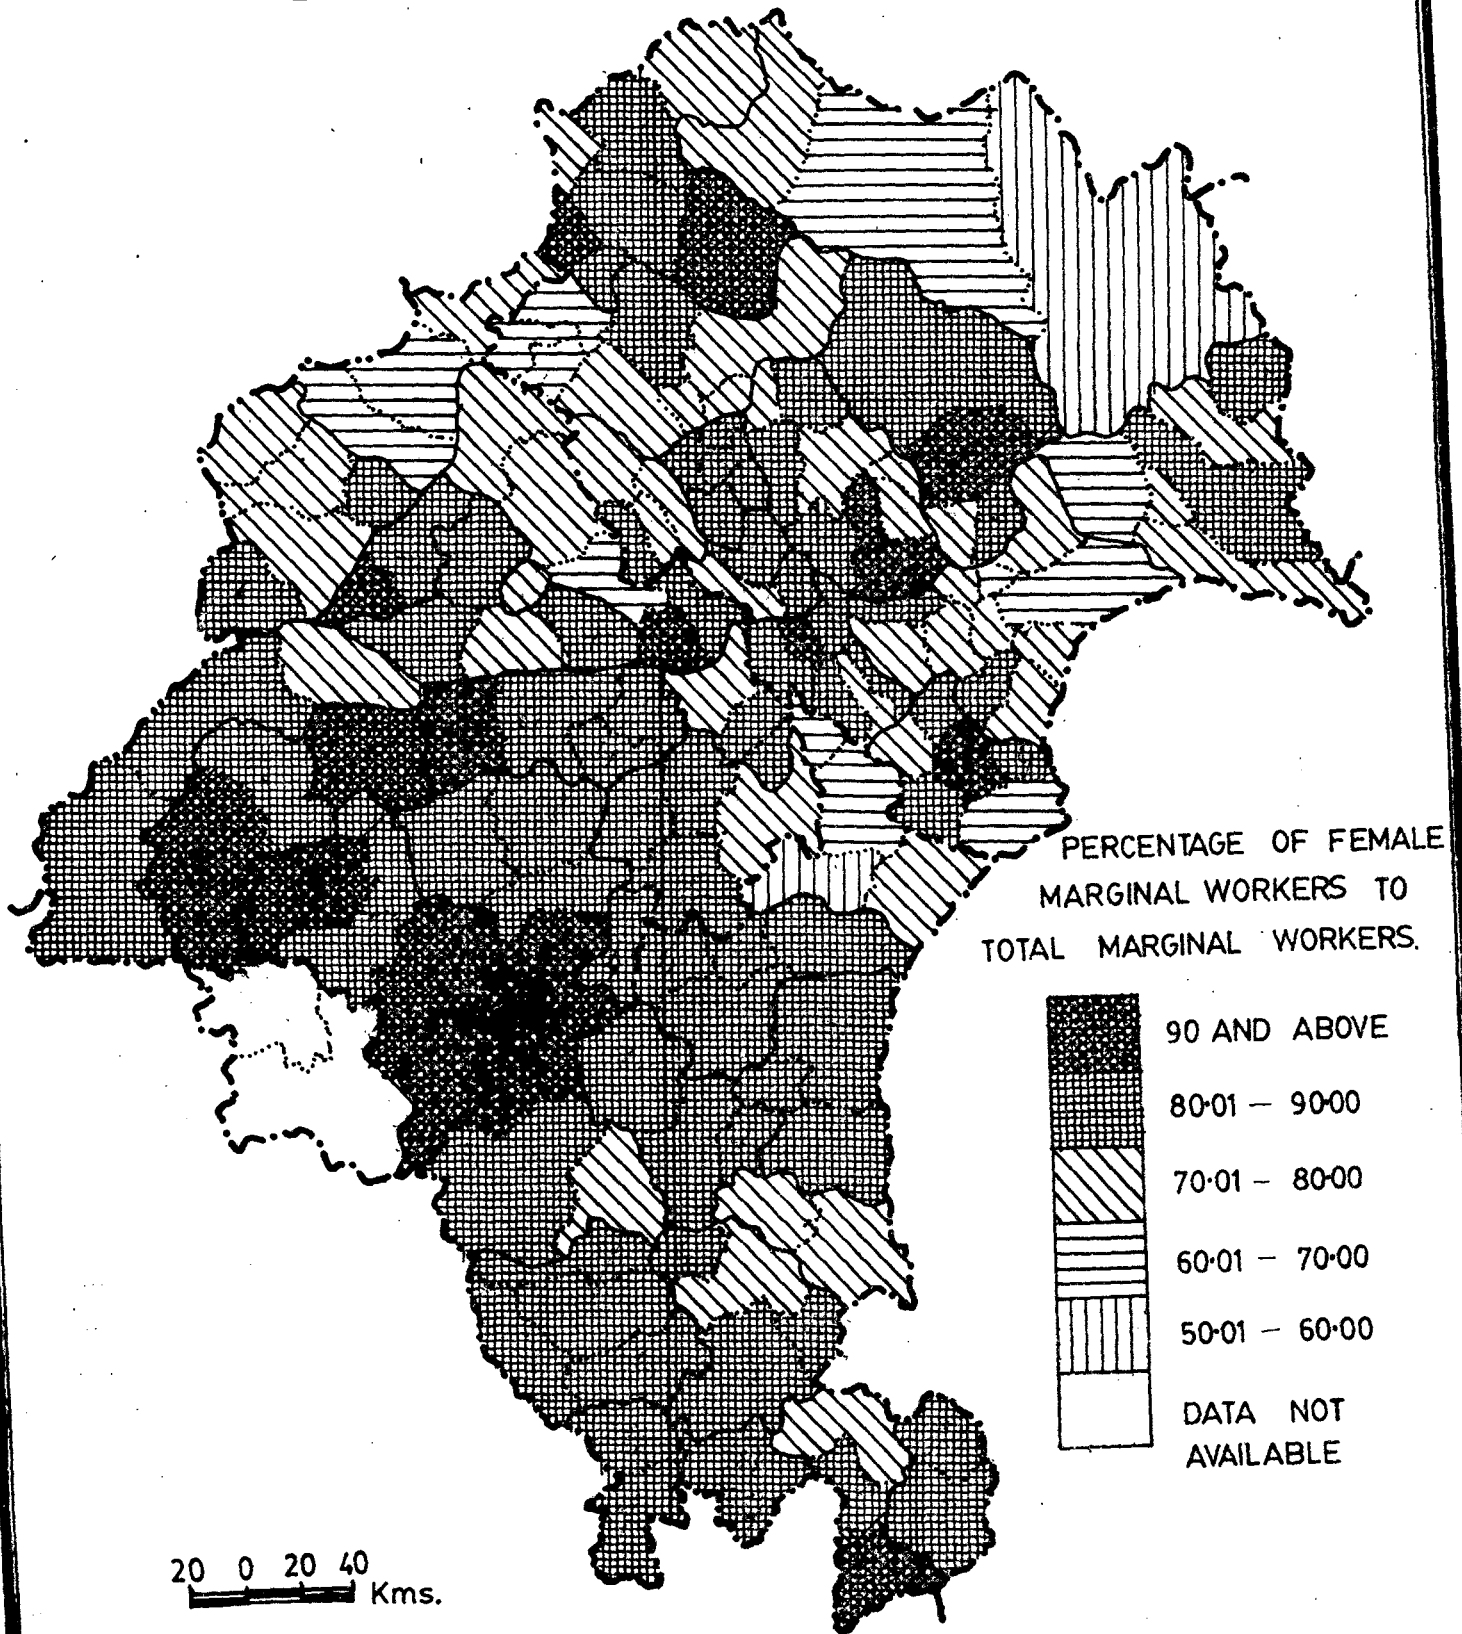 PERCENTAGE OF FEMALE
MARGINAL WORKERS TO
TOTAL MARGINAL WORKERS.
90 AND ABOVE
80·01 – 90·00
70·01 – 80·00
60·01 – 70·00
50·01 – 60·00
DATA NOT
AVAILABLE
20 0 20 40
Kms.